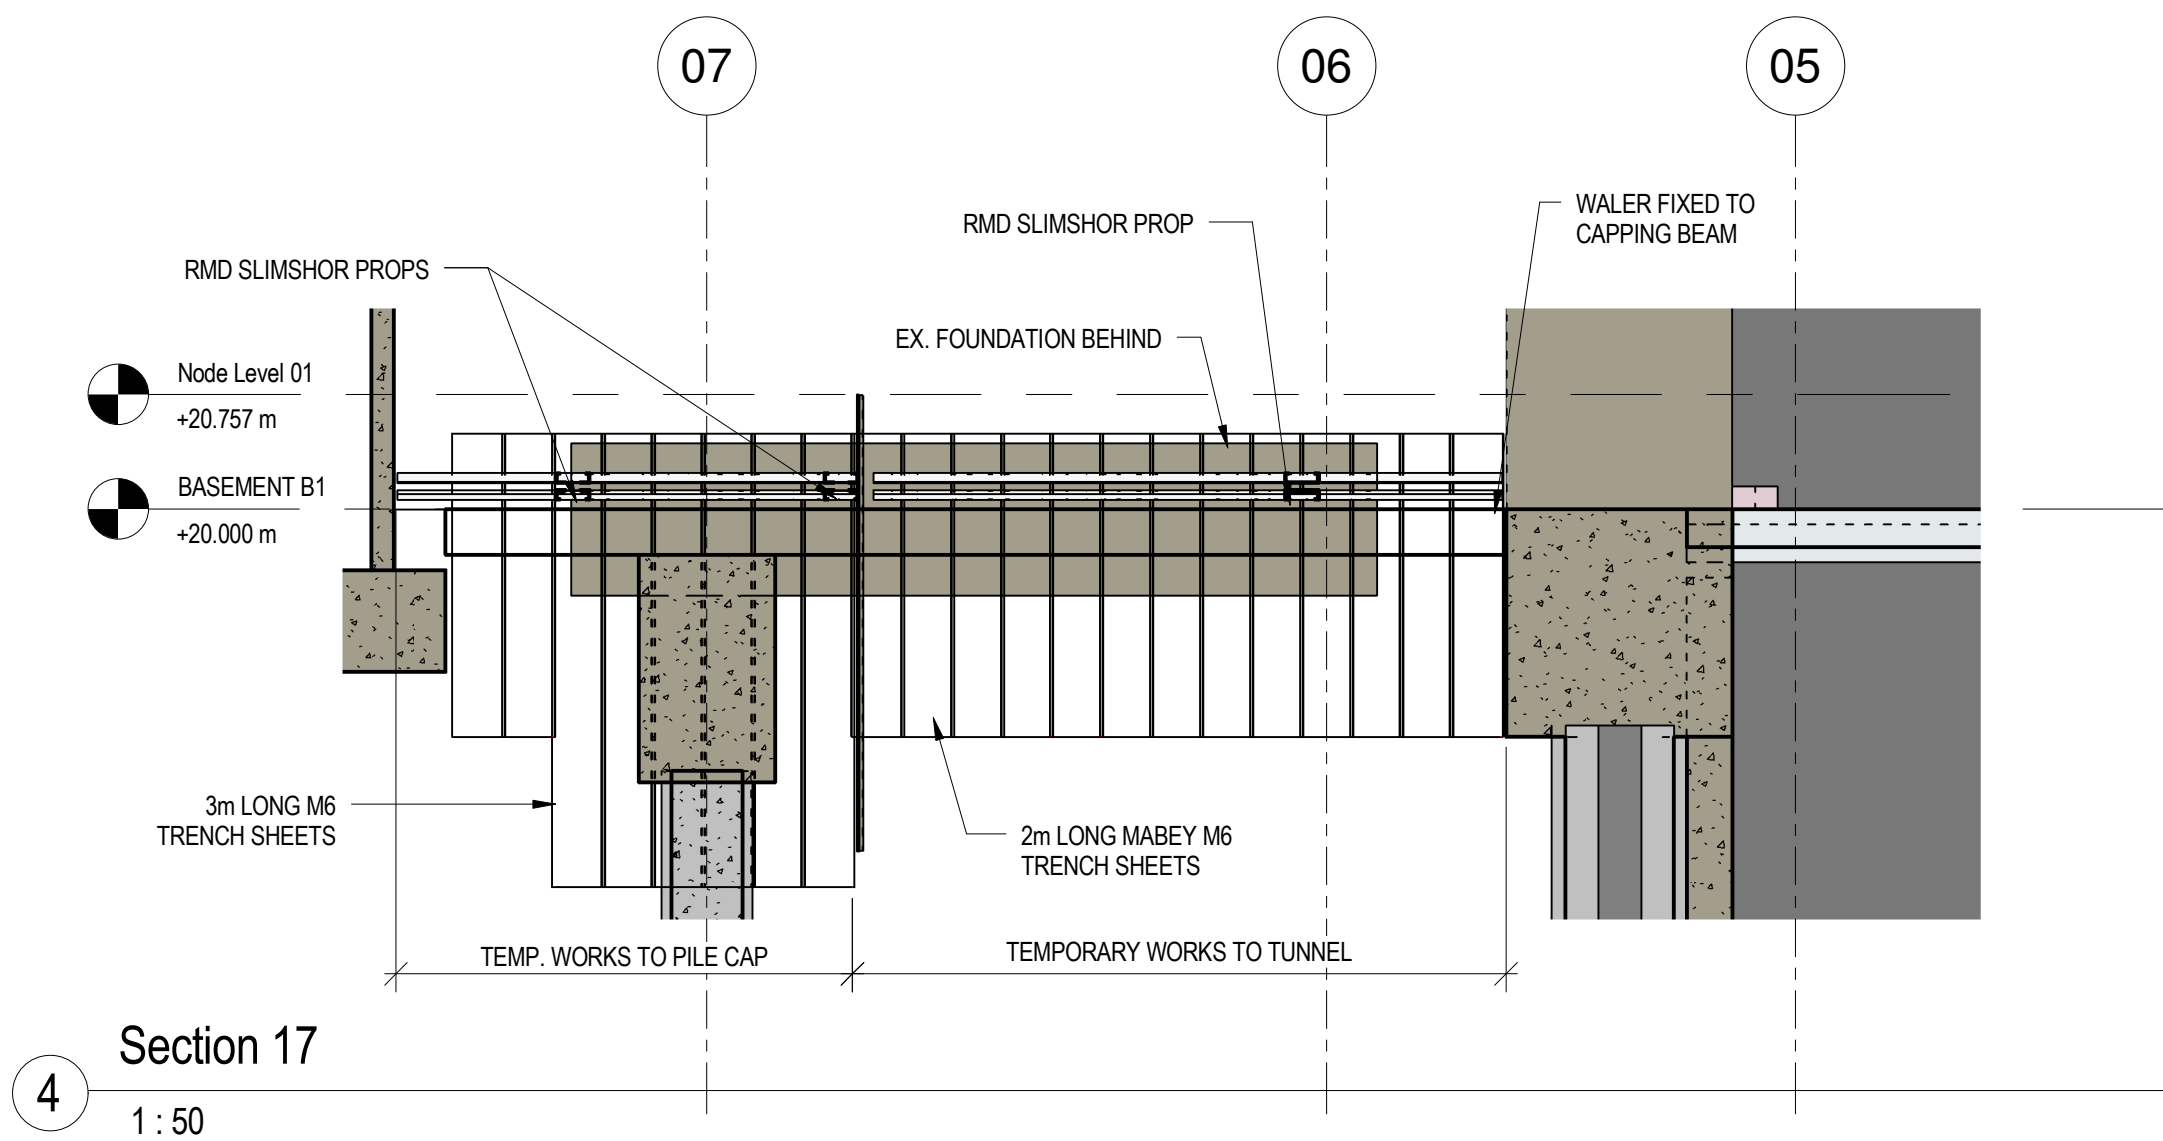 07
06
05
WALER FIXED TO
CAPPING BEAM
RMD SLIMSHOR PROP
RMD SLIMSHOR PROPS
EX. FOUNDATION BEHIND
Node Level 01
+20.757 m
BASEMENT B1
+20.000 m
3m LONG M6
TRENCH SHEETS
2m LONG MABEY M6
TRENCH SHEETS
TEMP. WORKS TO PILE CAP
TEMPORARY WORKS TO TUNNEL
Section 17
4
1 : 50